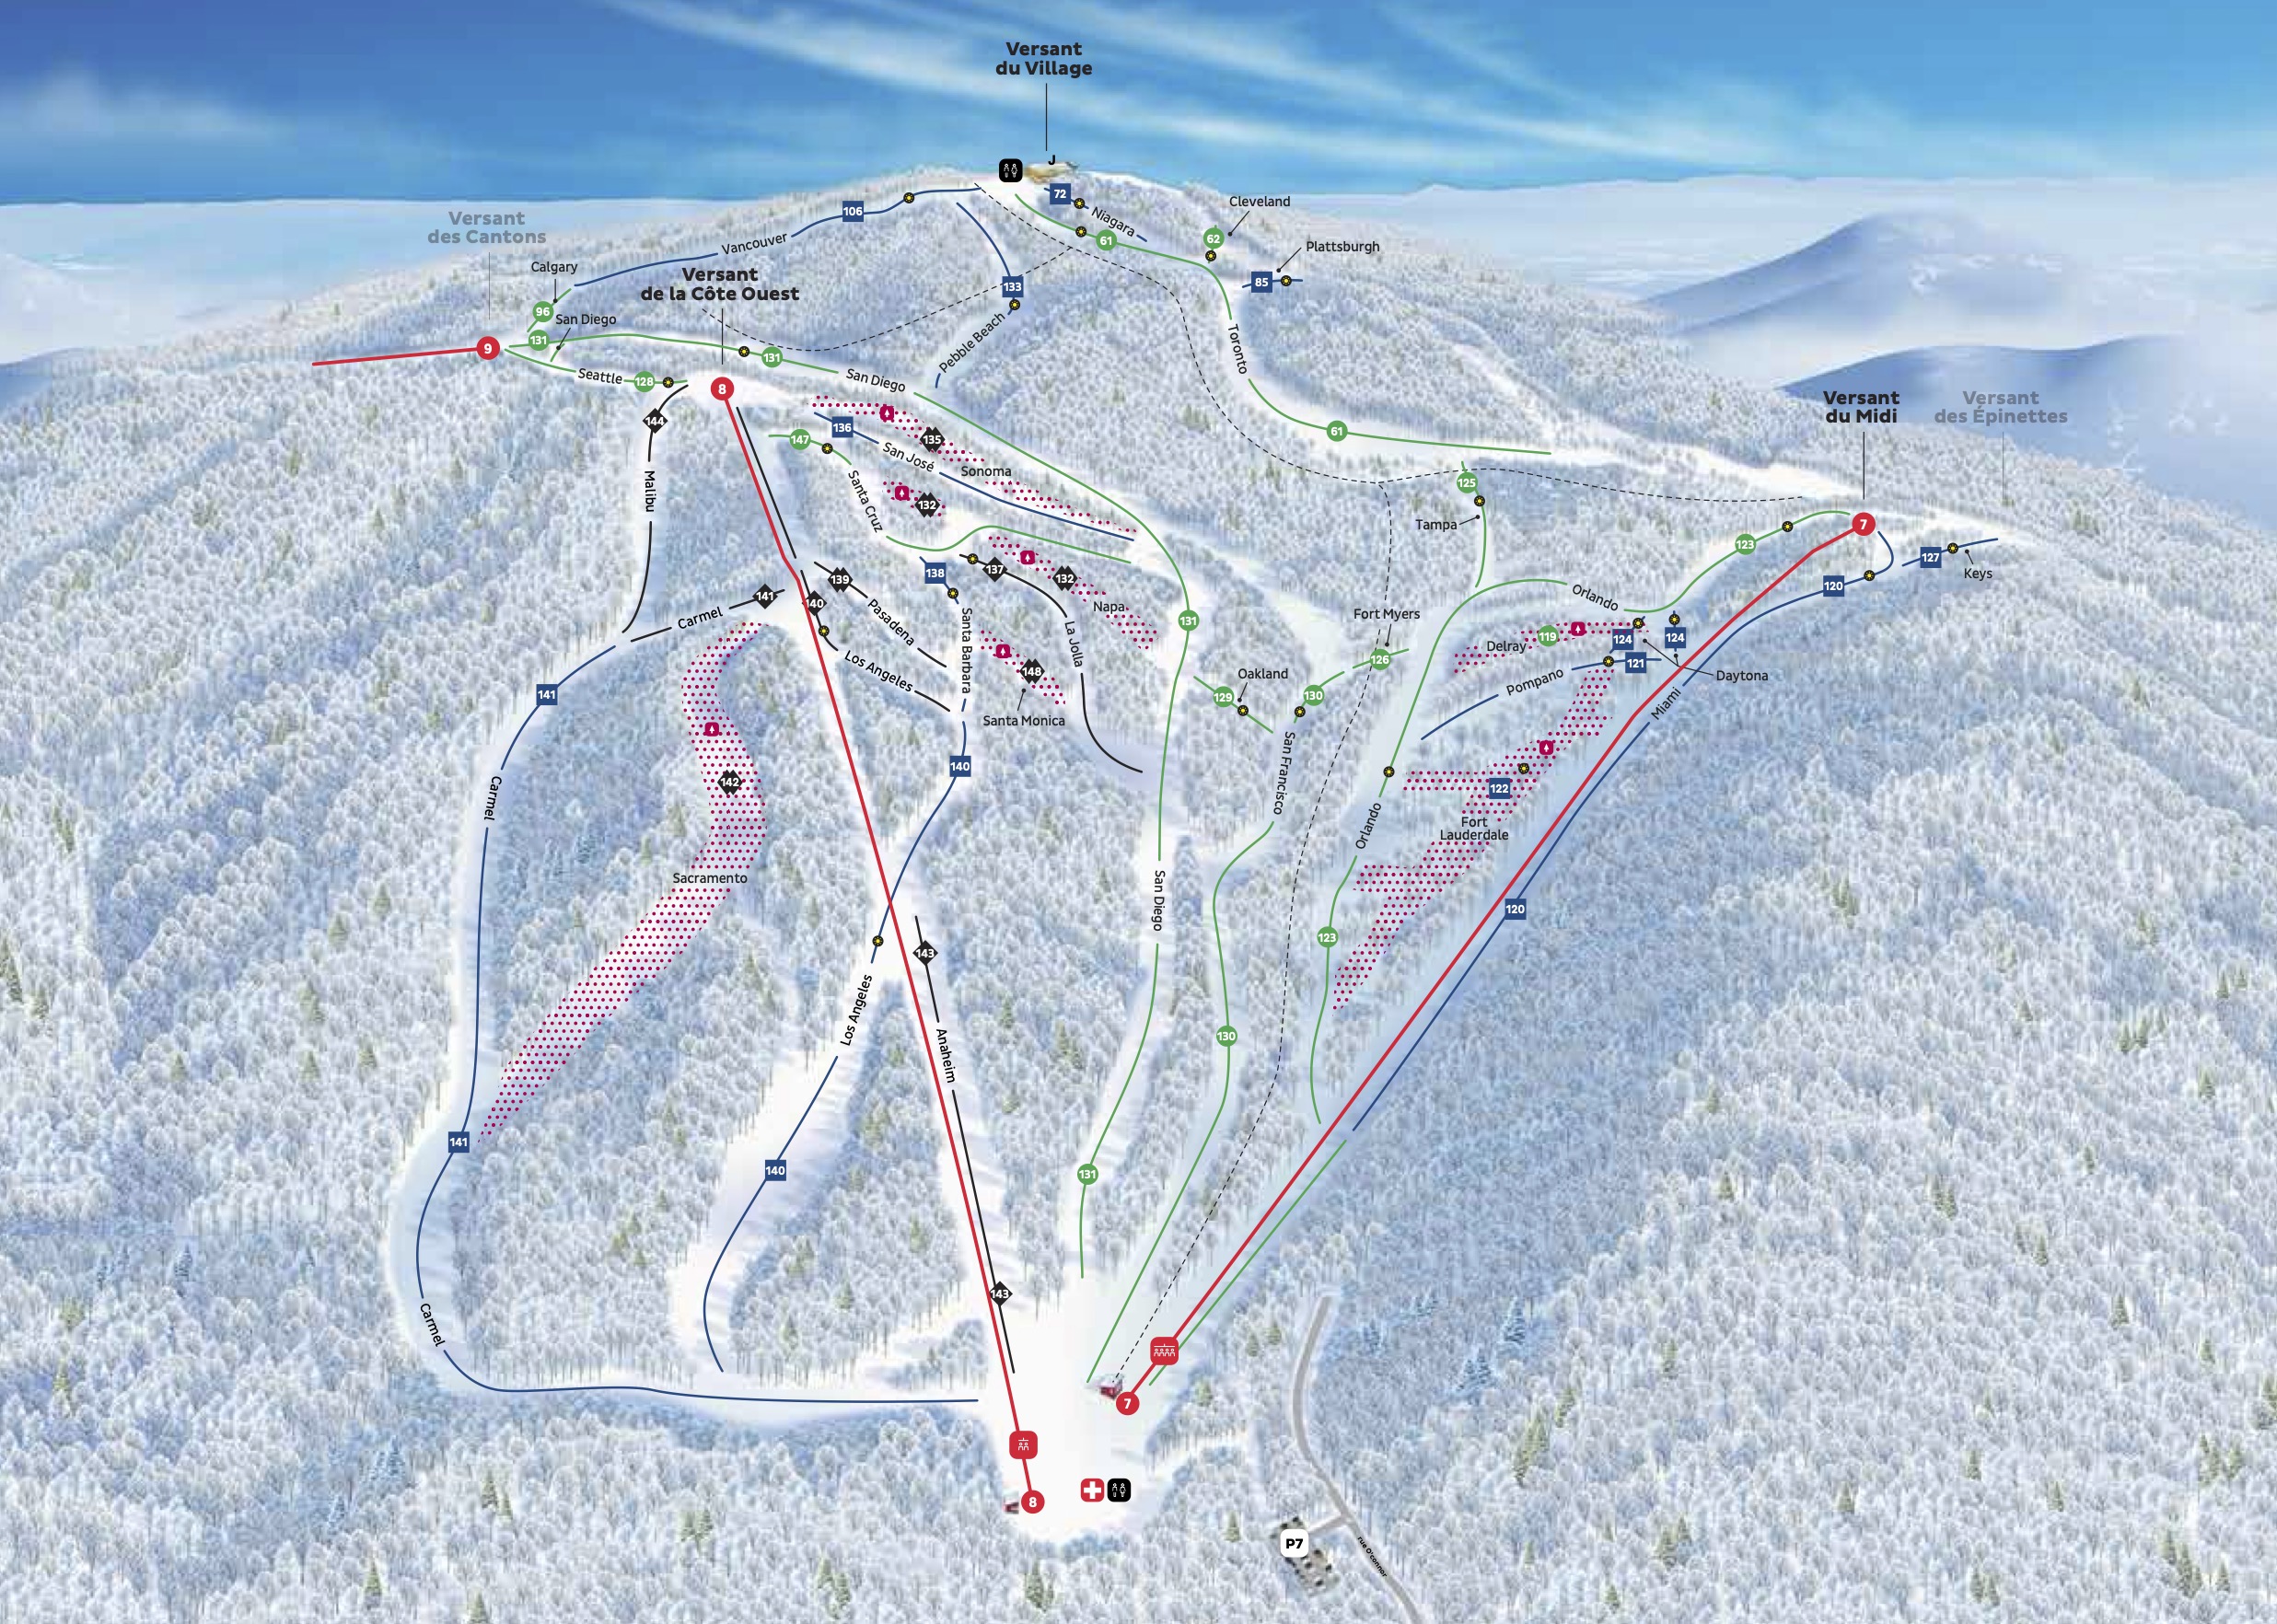 Versant
du Village
J
72
Niagara
61
106
Vancouver
Cleveland
62
Plattsburgh
85
Versant
des Cantons
Calgary
96
Versant
de la Côte Ouest
133
Pebble Beach
San Diego
131
9
131
San Diego
Seattle
128
8
144
Toronto
61
Versant
du Midi
Versant
des Épinettes
136
135
147
San José
Sonoma
Malibu
Santa Cruz
132
125
Tampa
7
123
127
Keys
120
138
137
132
139
141
140
Carmel
Pasadena
Napa
Orlando
Fort Myers
131
Santa Barbara
La Jolla
Los Angeles
148
Santa Monica
119
Delray
124
124
126
121
Daytona
Pompano
Oakland
129
130
141
Miami
142
140
Carmel
San Francisco
122
Fort
Lauderdale
Orlando
Sacramento
San Diego
120
123
143
Los Angeles
Anaheim
130
141
140
131
143
Carmel
7
8
P7
rue O'connor